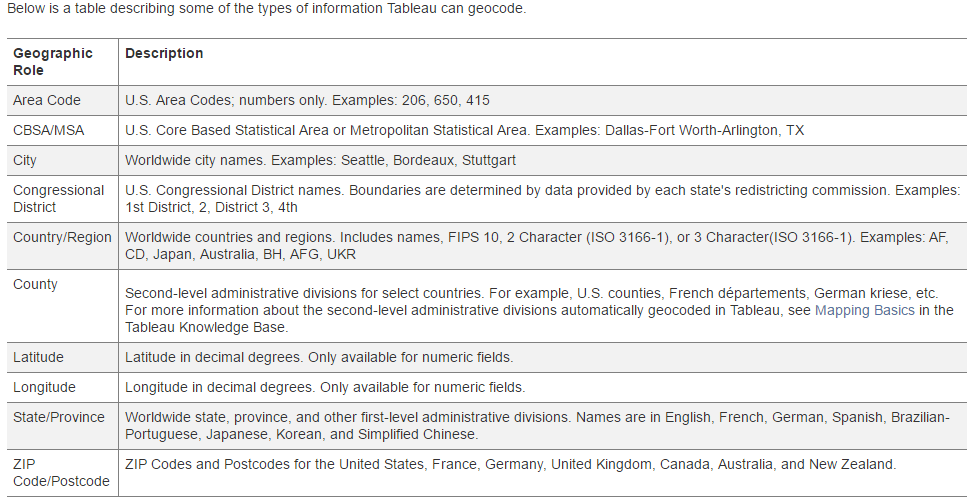 Below is a table describing some of the types of information Tableau can geocode.
Geographic
Role
Description
Area Code
U.S. Area Codes; numbers only. Examples: 206, 650, 415
CBSA/MSA
U.S. Core Based Statistical Area or Metropolitan Statistical Area. Examples: Dallas-Fort Worth-Arlington, TX
City
Worldwide city names. Examples: Seattle, Bordeaux, Stuttgart
Congressional
District
U.S. Congressional District names. Boundaries are determined by data provided by each state's redistricting commission. Examples:
1st District, 2, District 3, 4th
Country/Region
Worldwide countries and regions. Includes names, FIPS 10, 2 Character (ISO 3166-1), or 3 Character(ISO 3166-1). Examples: AF,
CD, Japan, Australia, BH, AFG, UKR
County
Second-level administrative divisions for select countries. For example, U.S. counties, French départements, German kriese, etc.
For more information about the second-level administrative divisions automatically geocoded in Tableau, see Mapping Basics in the
Tableau Knowledge Base.
Latitude
Latitude in decimal degrees. Only available for numeric fields.
Longitude
Longitude in decimal degrees. Only available for numeric fields.
State/Province
Worldwide state, province, and other first-level administrative divisions. Names are in English, French, German, Spanish, Brazilian-
Portuguese, Japanese, Korean, and Simplified Chinese.
ZIP
Code/Postcode
ZIP Codes and Postcodes for the United States, France, Germany, United Kingdom, Canada, Australia, and New Zealand.